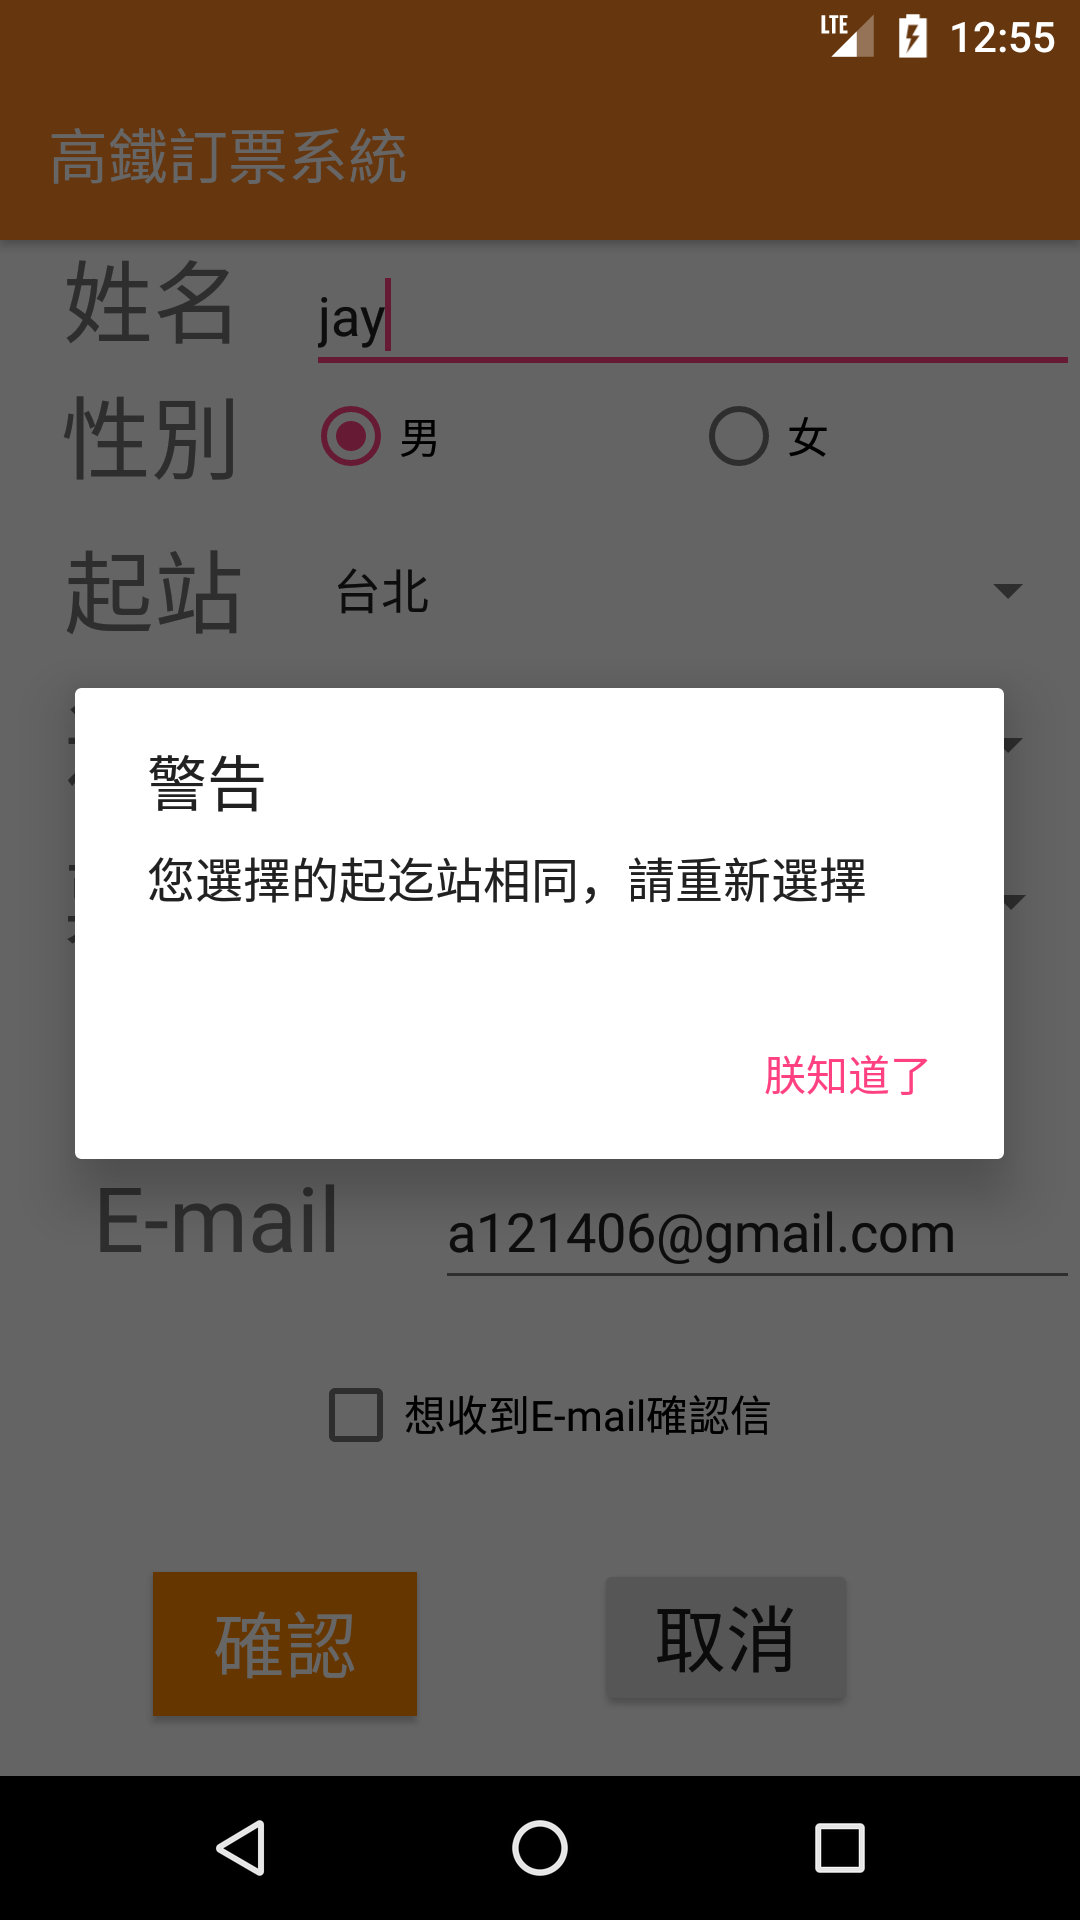 LTE 12:55
高鐵訂票系統
姓名 jay
性別 男 女
起站 台北
警告
您選擇的起迄站相同，請重新選擇
朕知道了
E-mail a121406@gmail.com
想收到E-mail確認信
確認 取消